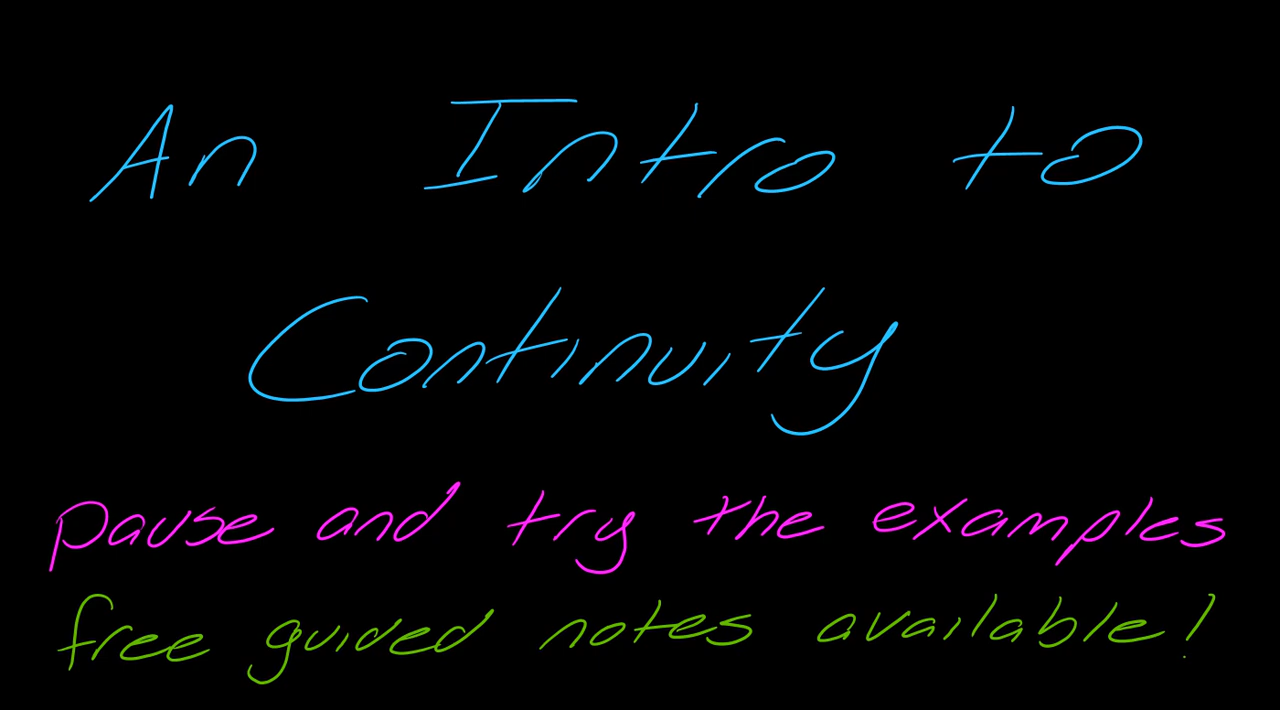 An Intro to
Continuity
pause and try the examples
free guided notes available!